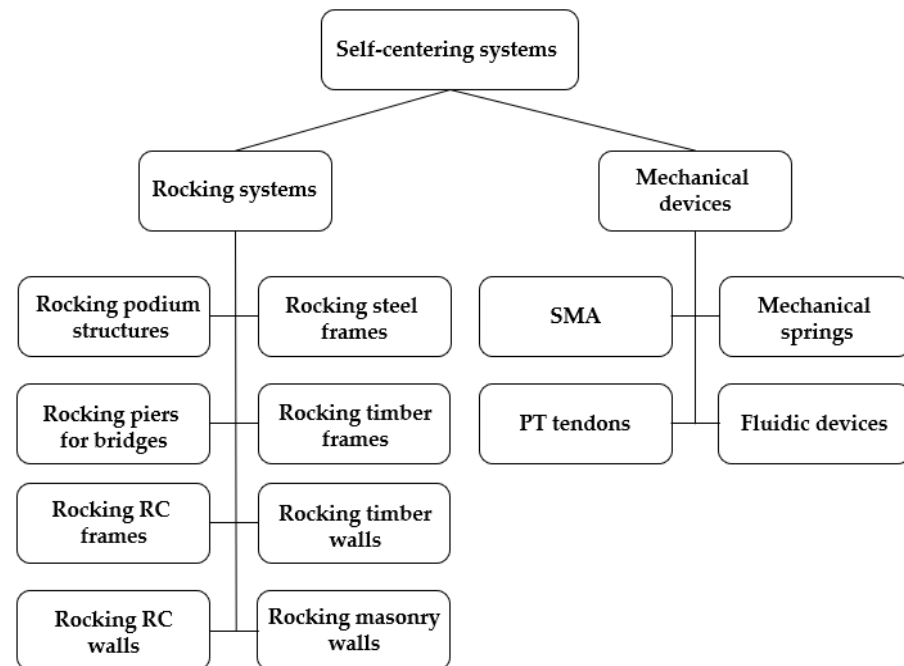 Self-centering systems
Rocking systems
Mechanical
devices
Rocking podium
structures
Rocking steel
frames
SMA
Mechanical
springs
Rocking piers
for bridges
Rocking timber
frames
PT tendons
Fluidic devices
Rocking RC
frames
Rocking timber
walls
Rocking RC
walls
Rocking masonry
walls